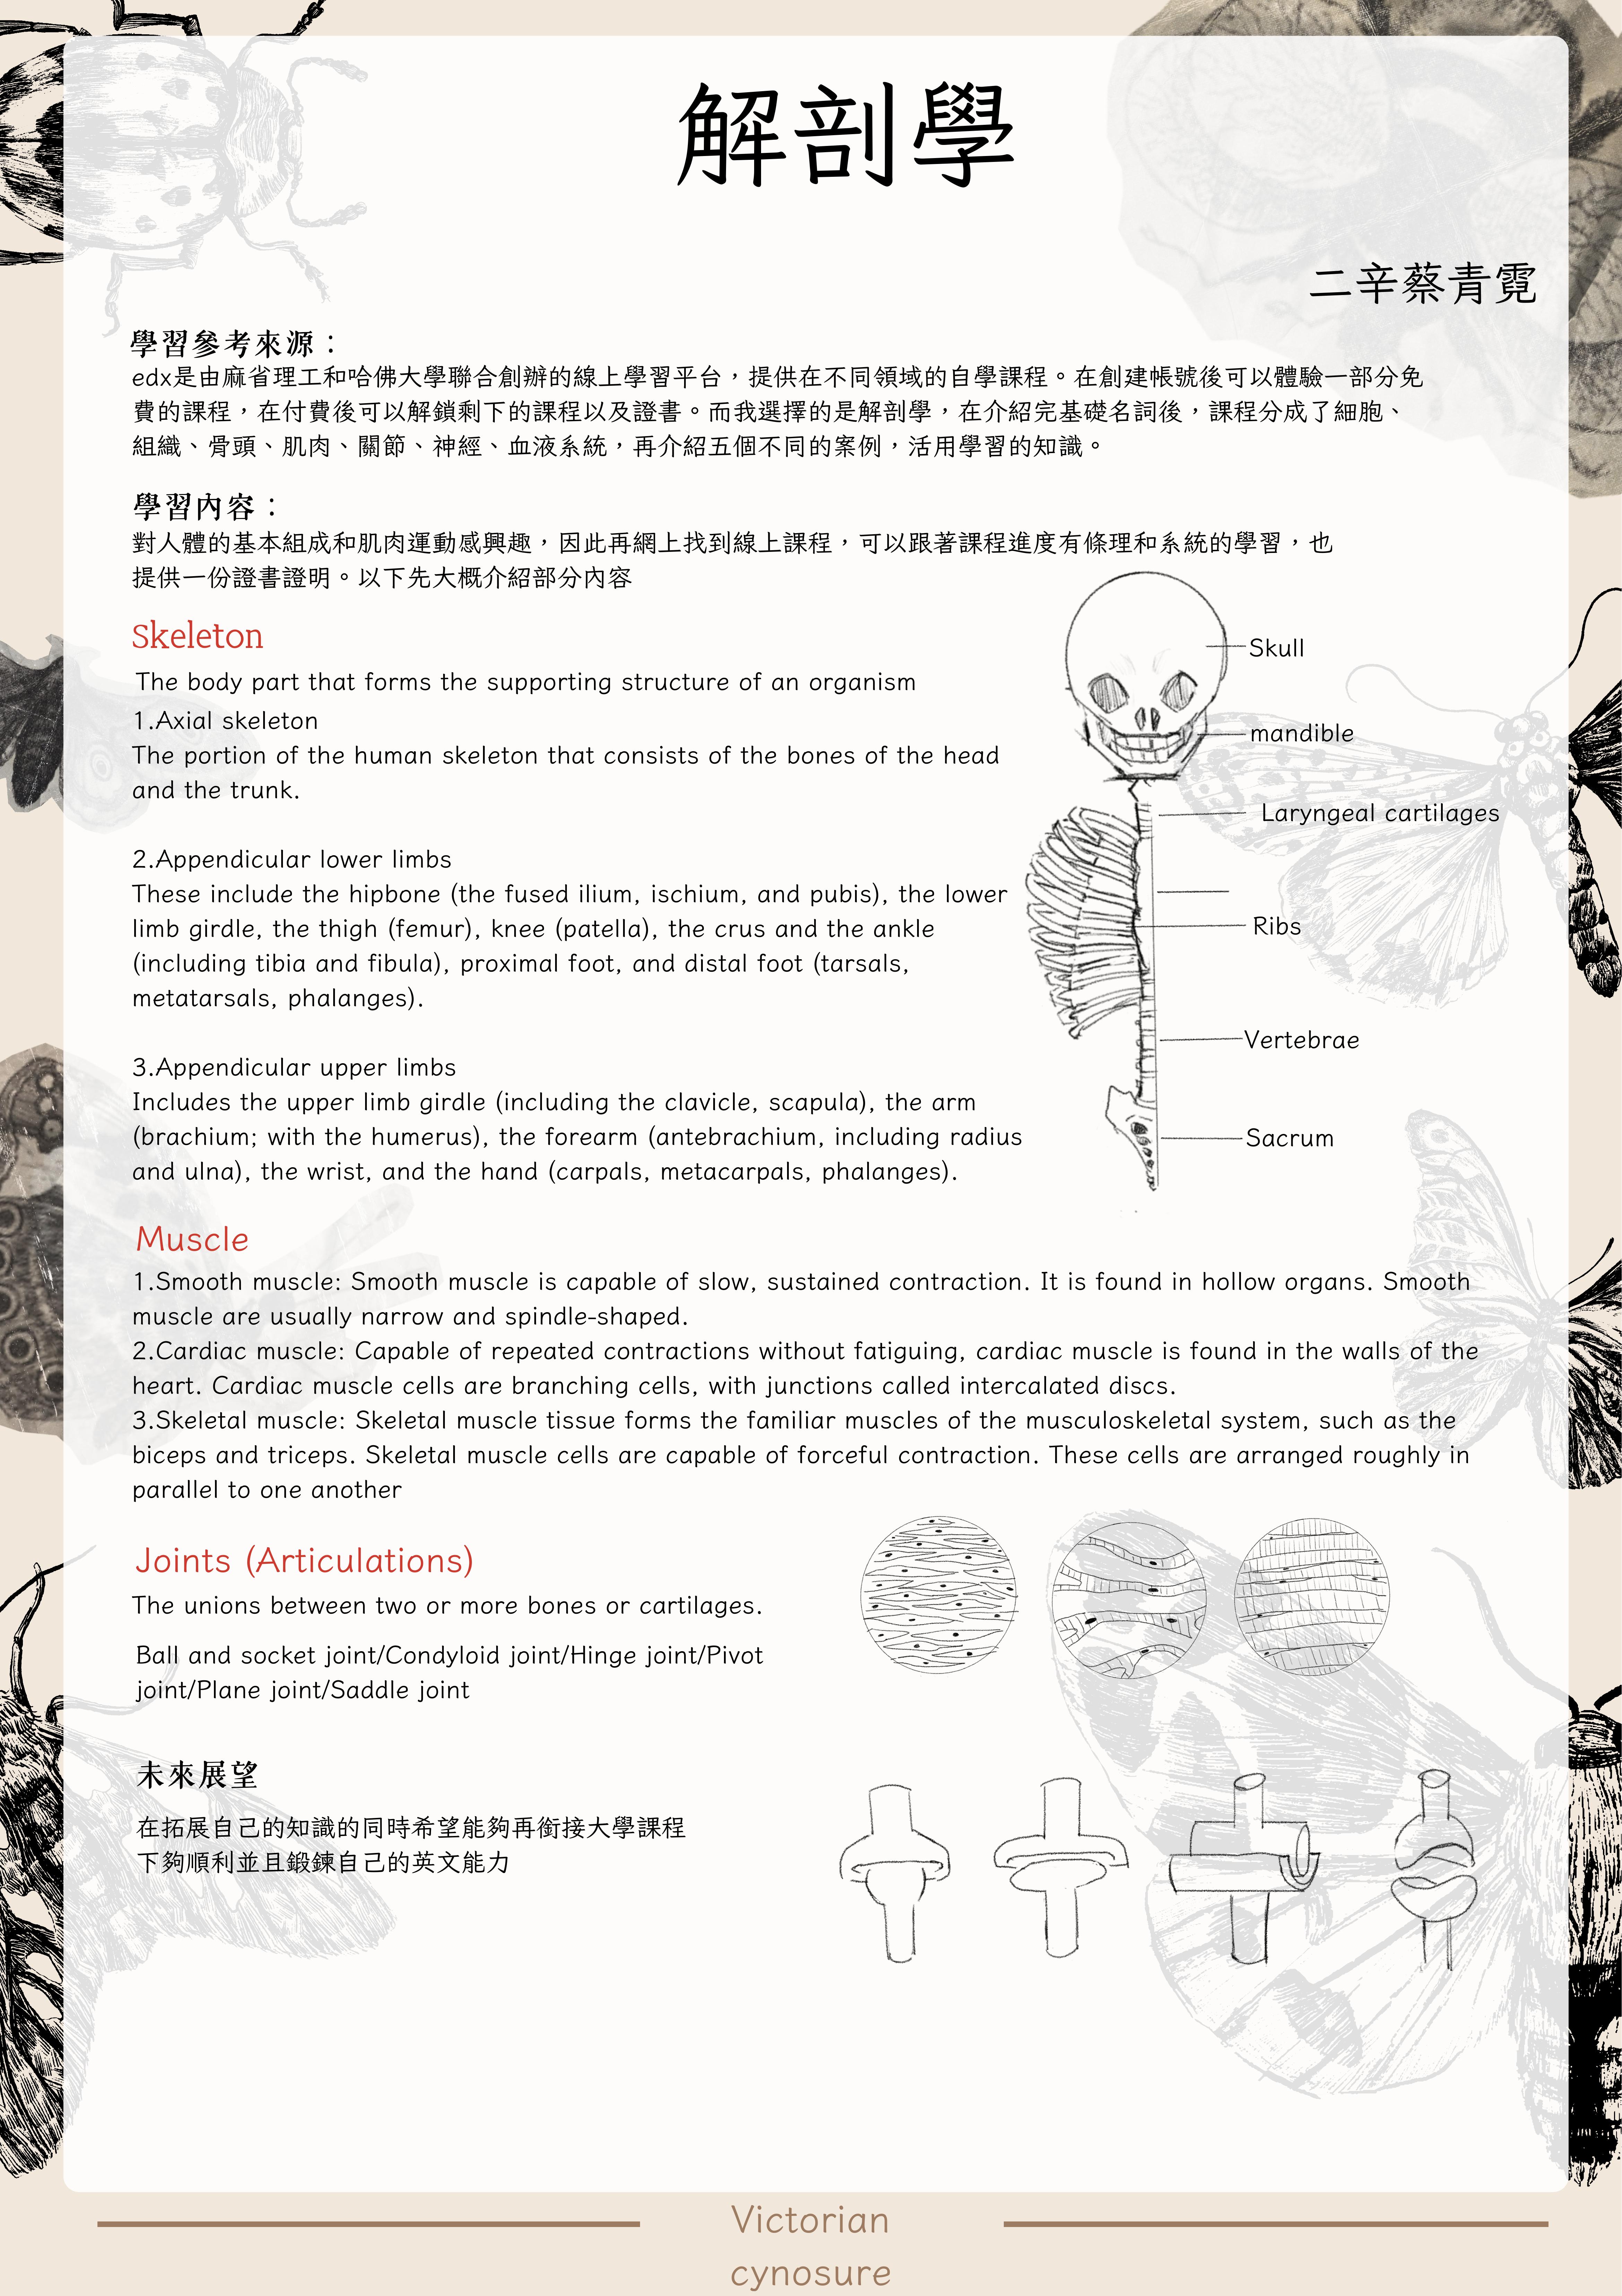 解剖學
二辛蔡青霓
學習參考來源：
edx是由麻省理工和哈佛大學聯合創辦的線上學習平台，提供在不同領域的自學課程。在創建帳號後可以體驗一部分免
費的課程，在付費後可以解鎖剩下的課程以及證書。而我選擇的是解剖學，在介紹完基礎名詞後，課程分成了細胞、
組織、骨頭、肌肉、關節、神經、血液系統，再介紹五個不同的案例，活用學習的知識。
學習內容：
對人體的基本組成和肌肉運動感興趣，因此再網上找到線上課程，可以跟著課程進度有條理和系統的學習，也
提供一份證書證明。以下先大概介紹部分內容
Skeleton
The body part that forms the supporting structure of an organism
1.Axial skeleton
The portion of the human skeleton that consists of the bones of the head
and the trunk.
2.Appendicular lower limbs
These include the hipbone (the fused ilium, ischium, and pubis), the lower
limb girdle, the thigh (femur), knee (patella), the crus and the ankle
(including tibia and fibula), proximal foot, and distal foot (tarsals,
metatarsals, phalanges).
3.Appendicular upper limbs
Includes the upper limb girdle (including the clavicle, scapula), the arm
(brachium; with the humerus), the forearm (antebrachium, including radius
and ulna), the wrist, and the hand (carpals, metacarpals, phalanges).
Skull
mandible
Laryngeal cartilages
Ribs
Vertebrae
Sacrum
Muscle
1.Smooth muscle: Smooth muscle is capable of slow, sustained contraction. It is found in hollow organs. Smooth
muscle are usually narrow and spindle-shaped.
2.Cardiac muscle: Capable of repeated contractions without fatiguing, cardiac muscle is found in the walls of the
heart. Cardiac muscle cells are branching cells, with junctions called intercalated discs.
3.Skeletal muscle: Skeletal muscle tissue forms the familiar muscles of the musculoskeletal system, such as the
biceps and triceps. Skeletal muscle cells are capable of forceful contraction. These cells are arranged roughly in
parallel to one another
Joints (Articulations)
The unions between two or more bones or cartilages.
Ball and socket joint/Condyloid joint/Hinge joint/Pivot
joint/Plane joint/Saddle joint
未來展望
在拓展自己的知識的同時希望能夠再銜接大學課程
下夠順利並且鍛鍊自己的英文能力
Victorian
cynosure